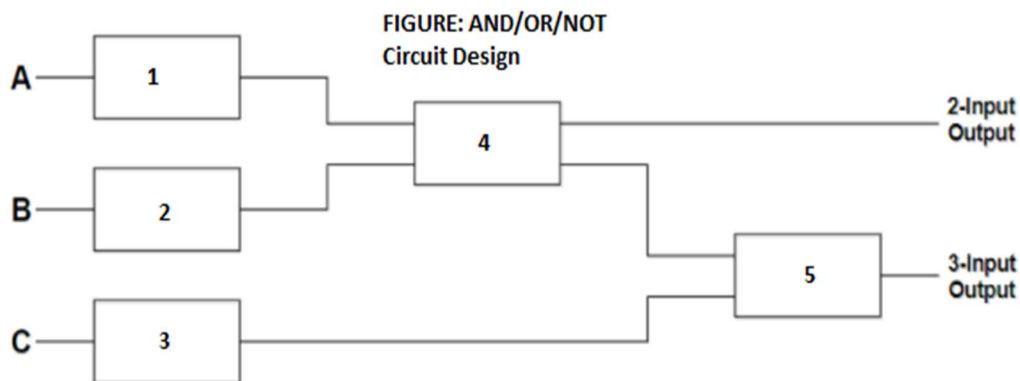 FIGURE: AND/OR/NOT
Circuit Design
A
1
4
2-Input
Output
B
2
5
3-Input
Output
C
3